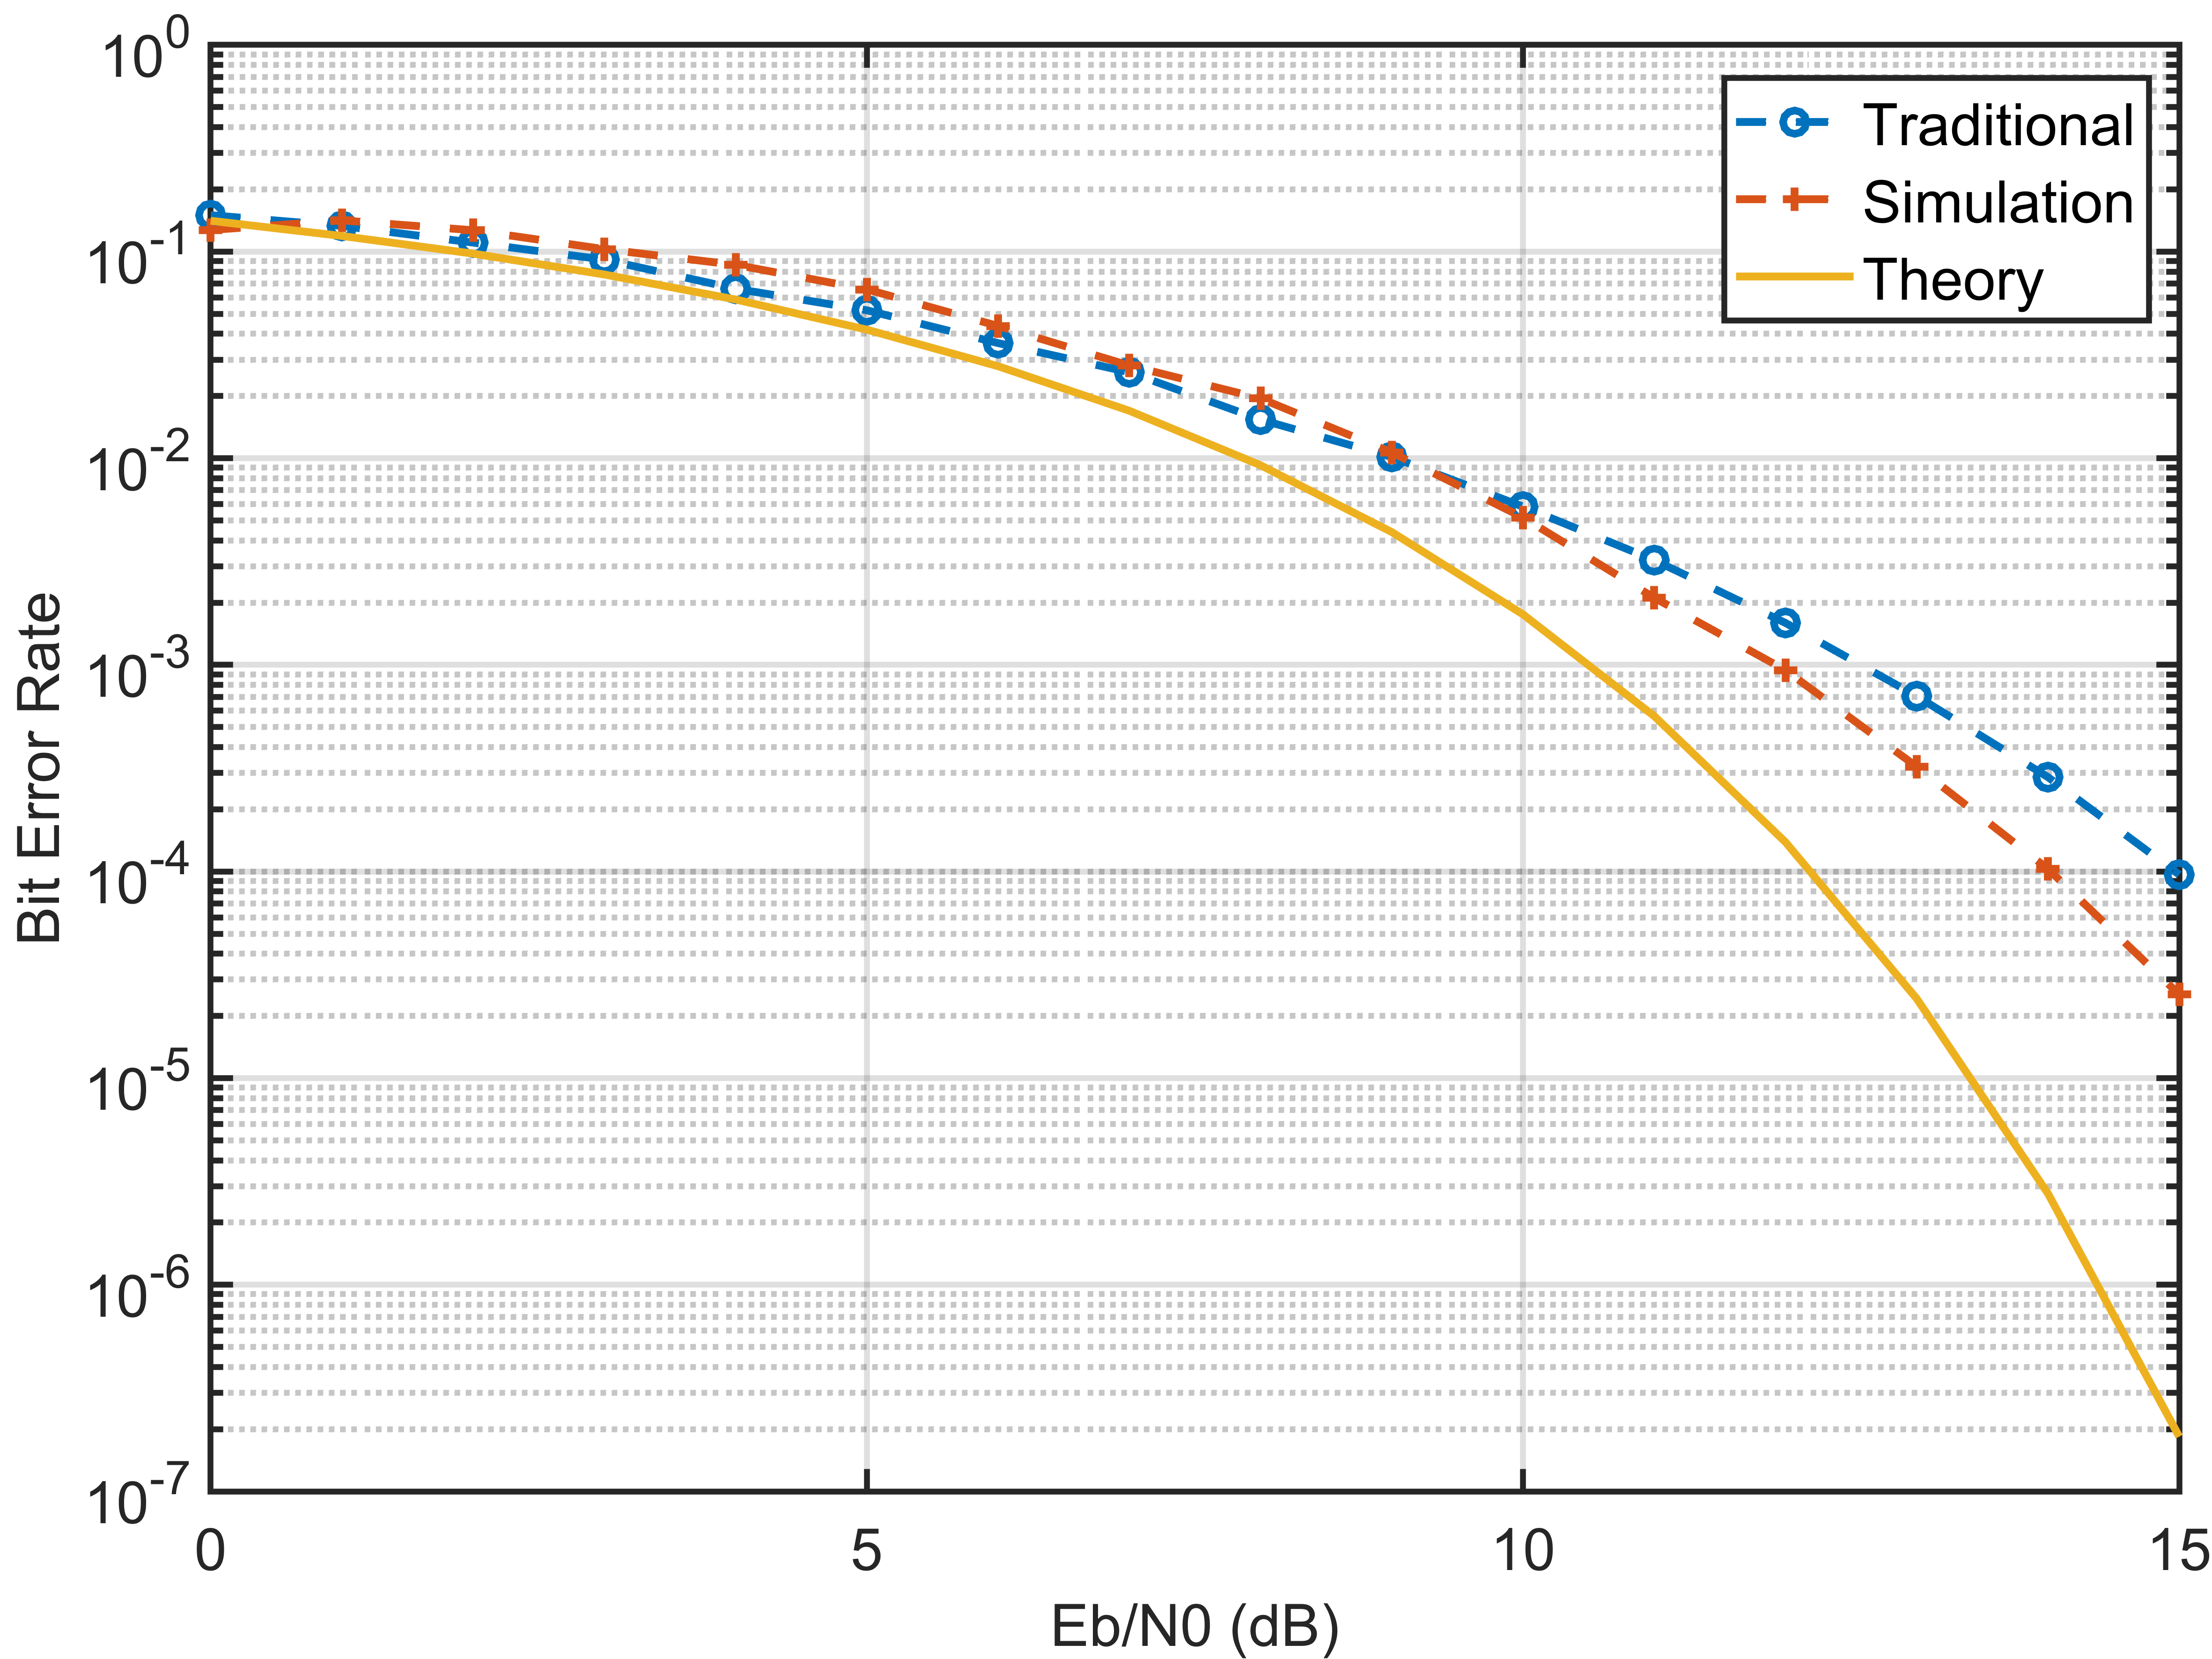 Traditional
Simulation
Theory
10^0
10^-1
10^-2
10^-3
10^-4
10^-5
10^-6
10^-7
Bit Error Rate
0 5 10 15
Eb/N0 (dB)